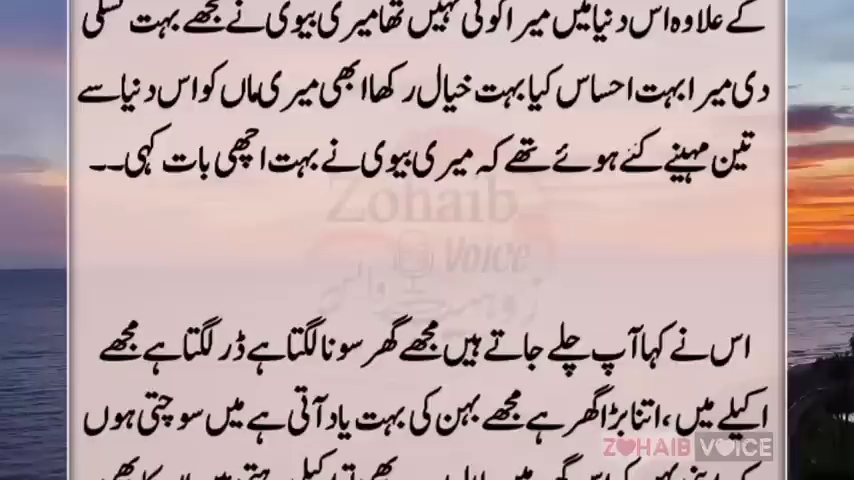 کے علاوہ اس دنیا میں میرا کوئی نہیں تھا میری بیوی نے مجھے بہت تسلی
دی میرا بہت احساس کیا بہت خیال رکھا ابھی میری ماں کو اس دنیا سے
تین مہینے گئے ہوئے تھے کہ میری بیوی نے بہت اچھی بات کہی۔۔
Zohaib
Voice
زوہیب وائس
اس نے کہا آپ چلے جاتے ہیں مجھے گھر سونا لگتا ہے ڈر لگتا ہے مجھے
اکیلے میں، اتنا بڑا گھر ہے مجھے بہن کی بہت یاد آتی ہے میں سوچتی ہوں
ZOHAIB VOICE